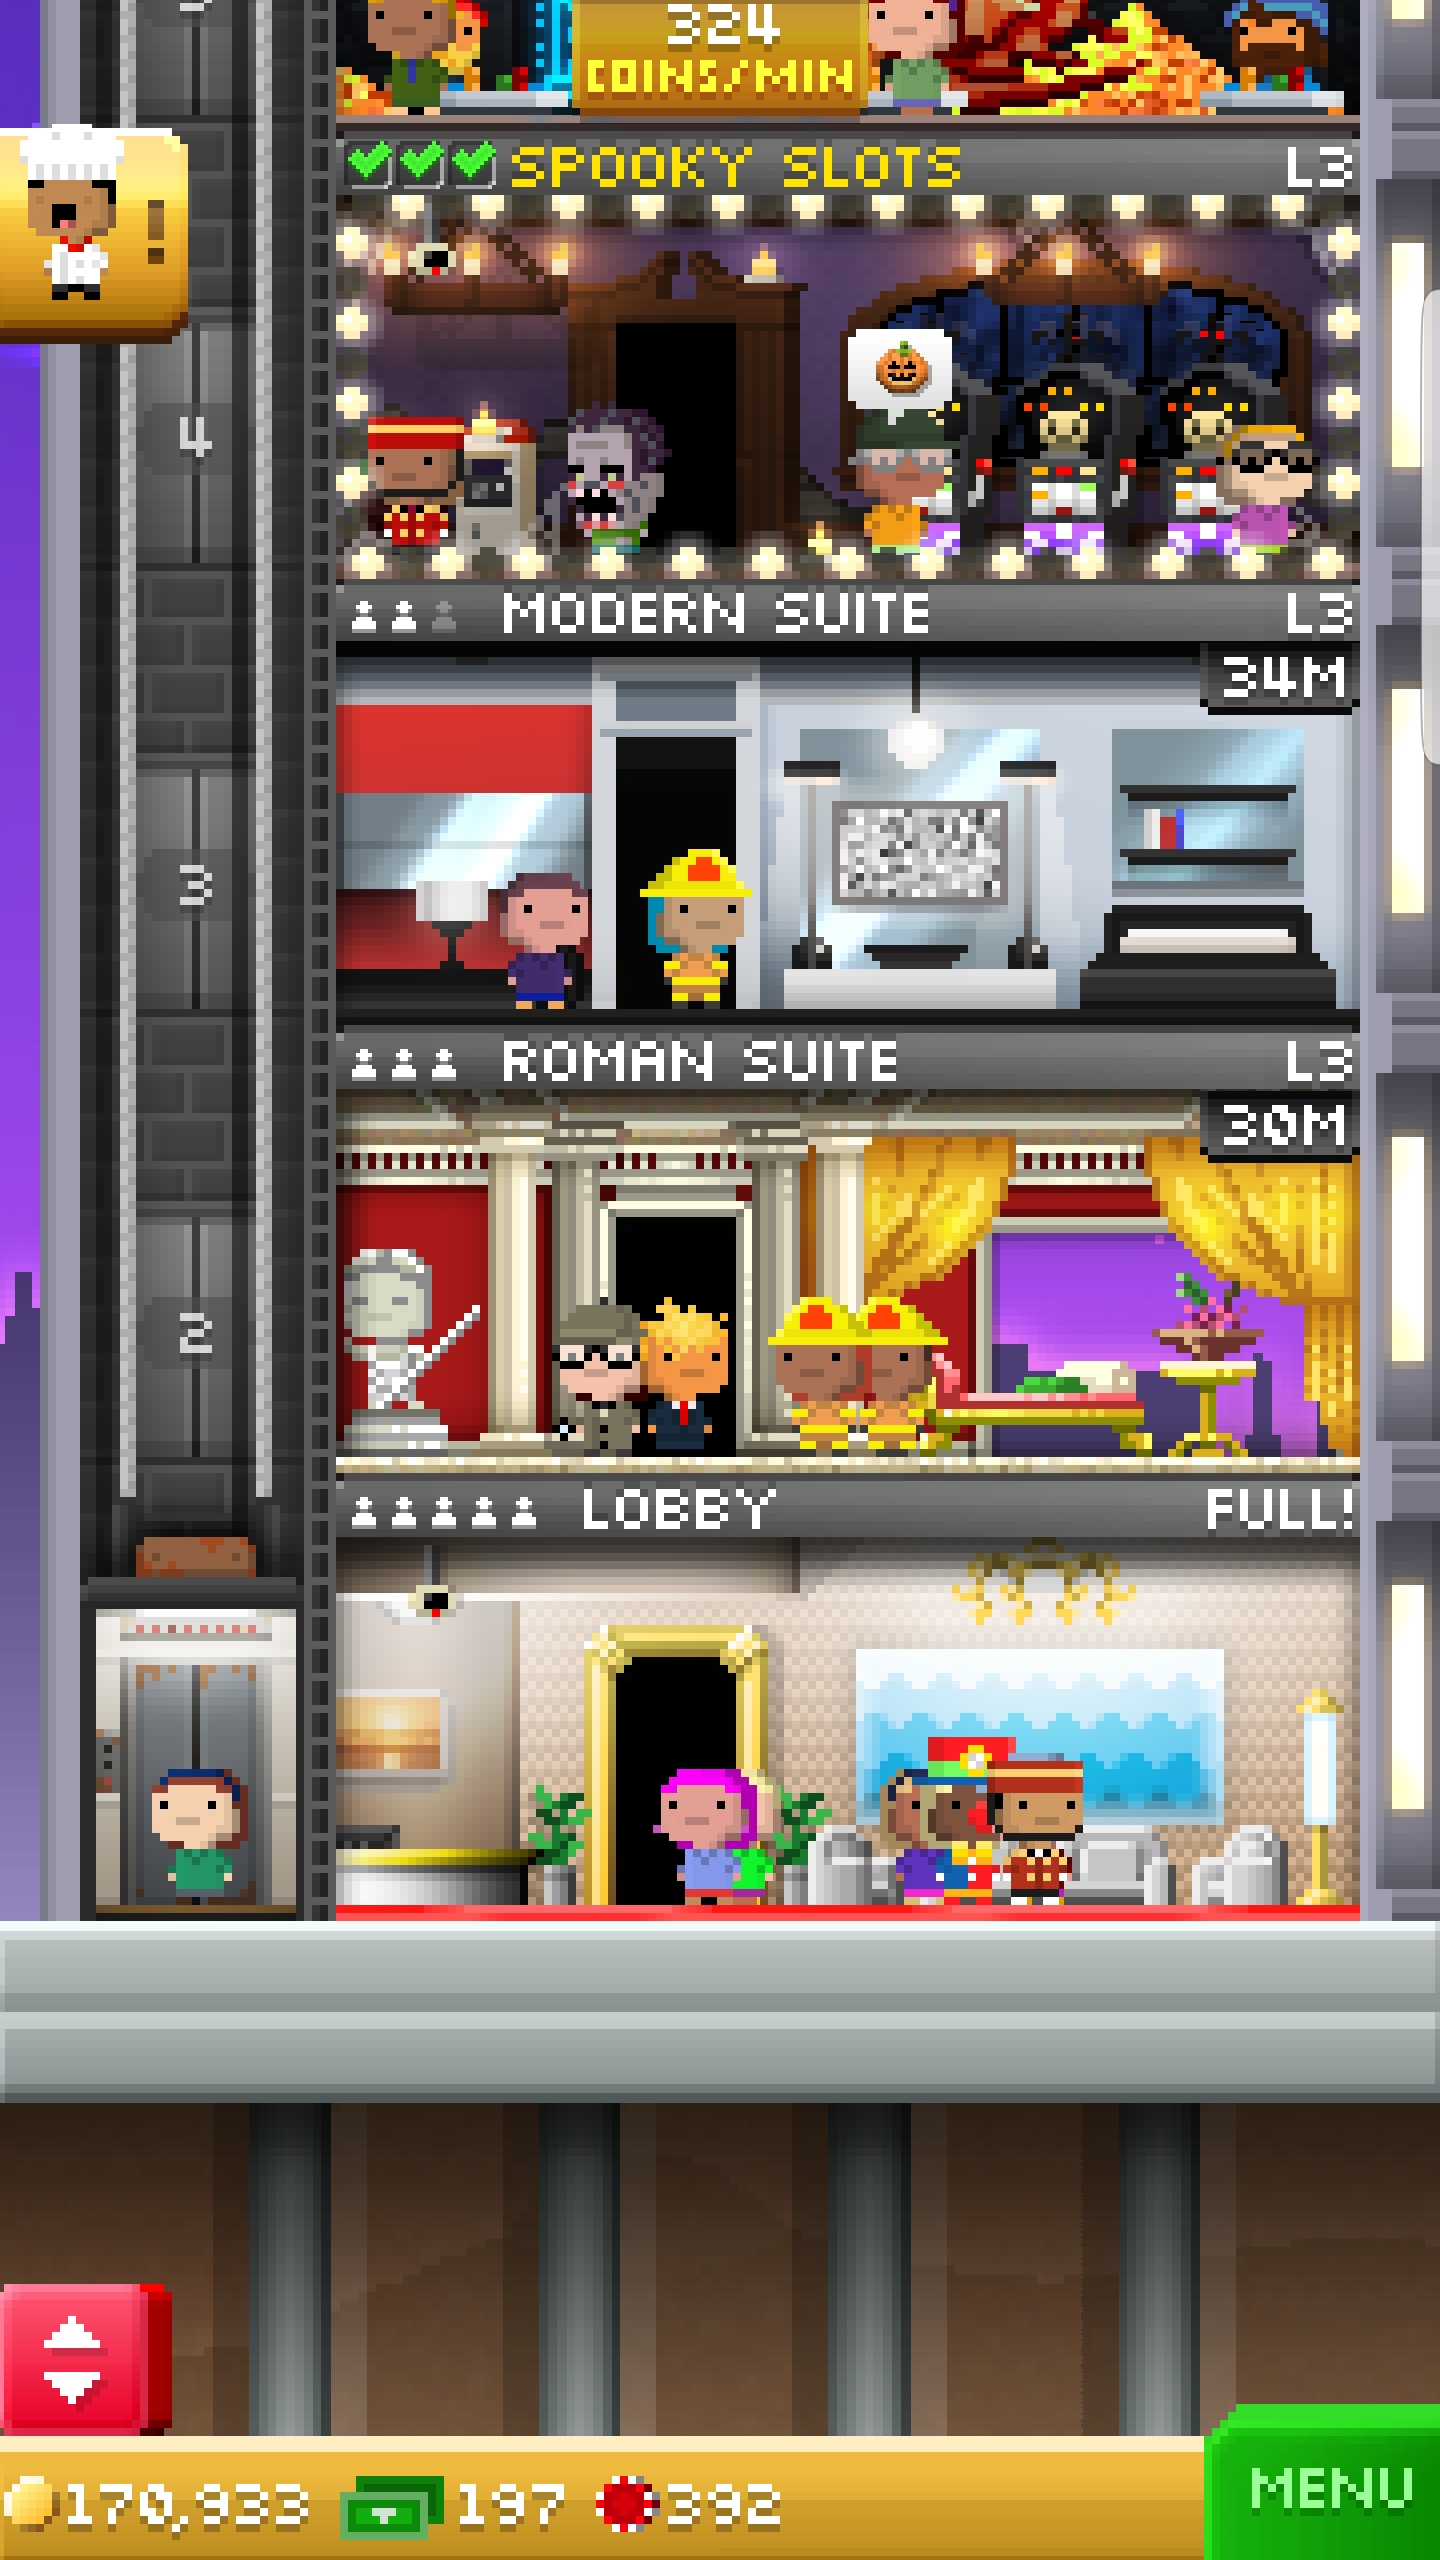 324
COINS/MIN
SPOOKY SLOTS L3
!
4
MODERN SUITE L3
34M
3
ROMAN SUITE L3
30M
2
LOBBY FULL!
170,933 197 392
MENU